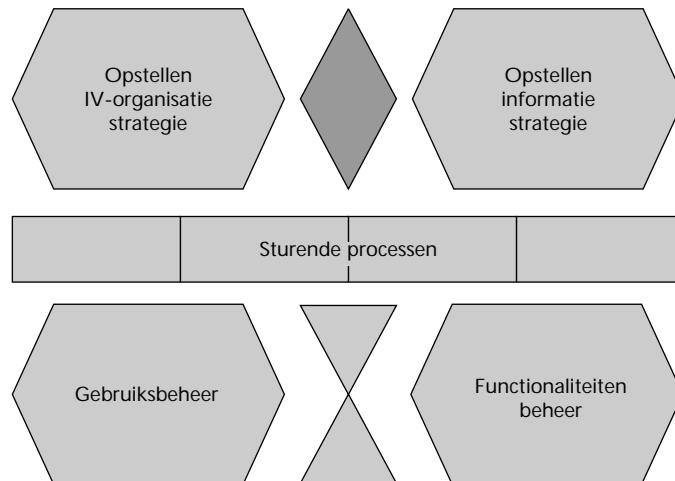 Opstellen
IV-organisatie
strategie
Opstellen
informatie
strategie
Sturende processen
Gebruiksbeheer
Functionaliteiten
beheer